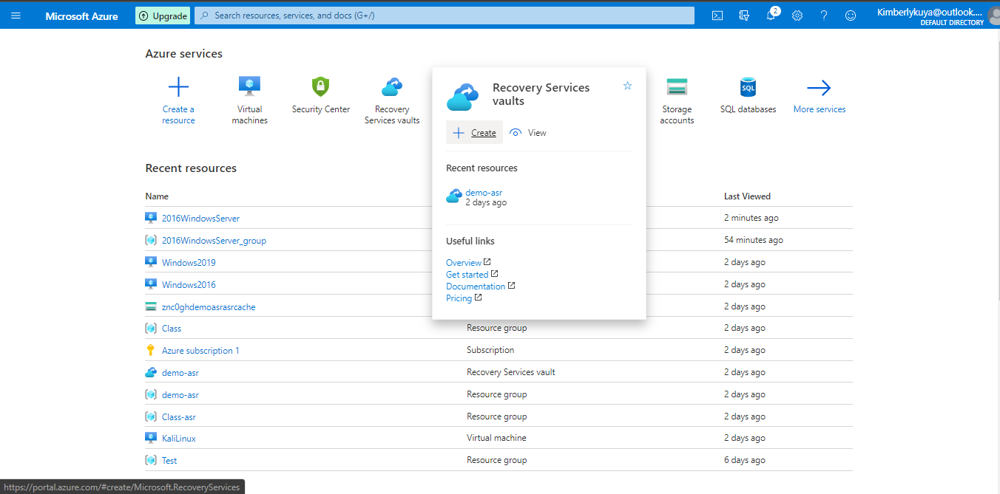 Microsoft Azure
Upgrade
Search resources, services, and docs (G+/)
2
Kimberlykuya@outlook....
DEFAULT DIRECTORY
Azure services
Create a
resource
Virtual
machines
Security Center
Recovery
Services vaults
Storage
accounts
SQL
SQL databases
More services
Recovery Services
vaults
Create
View
Recent resources
demo-asr
2 days ago
Useful links
Overview
Get started
Documentation
Pricing
Recent resources
Name Last Viewed
2016WindowsServer 2 minutes ago
2016WindowsServer_group 54 minutes ago
Windows2019 2 days ago
Windows2016 2 days ago
znc0ghdemoasrasrcache 2 days ago
Class Resource group 2 days ago
Azure subscription 1 Subscription 2 days ago
demo-asr Recovery Services vault 2 days ago
demo-asr Resource group 2 days ago
Class-asr Resource group 2 days ago
KaliLinux Virtual machine 2 days ago
Test Resource group 6 days ago
https://portal.azure.com/#create/Microsoft.RecoveryServices